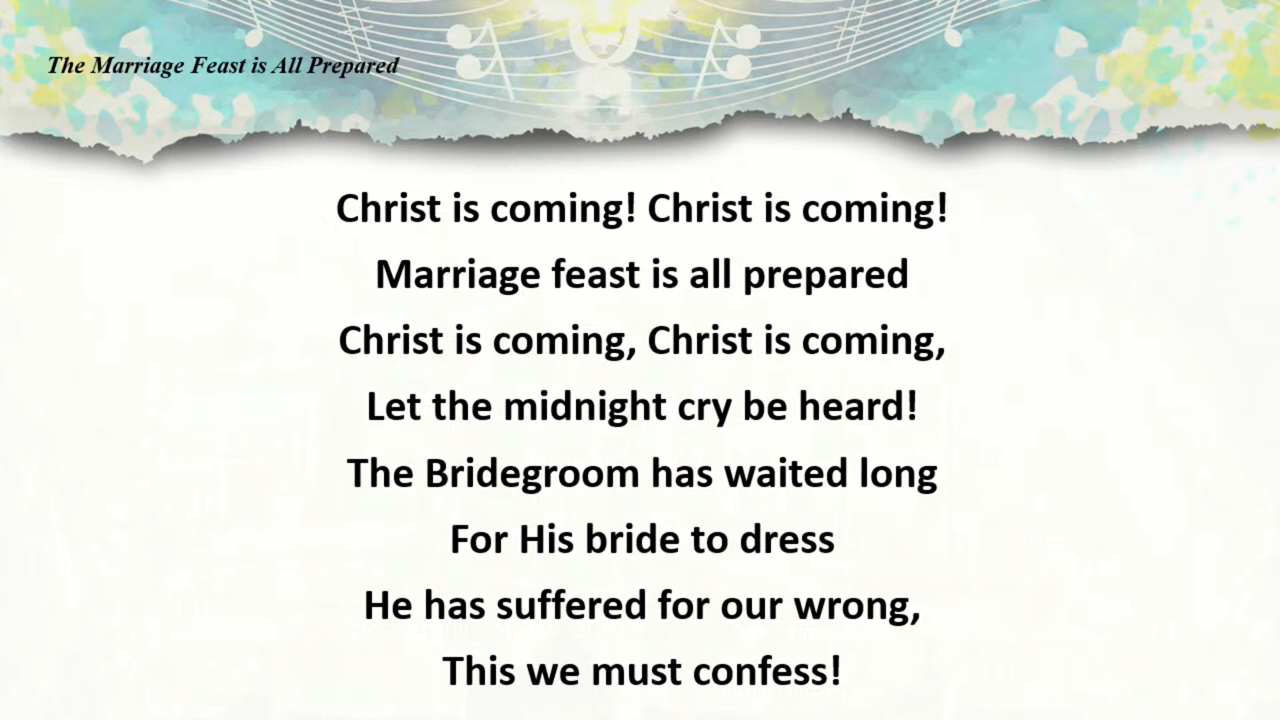 The Marriage Feast is All Prepared
Christ is coming! Christ is coming!
Marriage feast is all prepared
Christ is coming, Christ is coming,
Let the midnight cry be heard!
The Bridegroom has waited long
For His bride to dress
He has suffered for our wrong,
This we must confess!